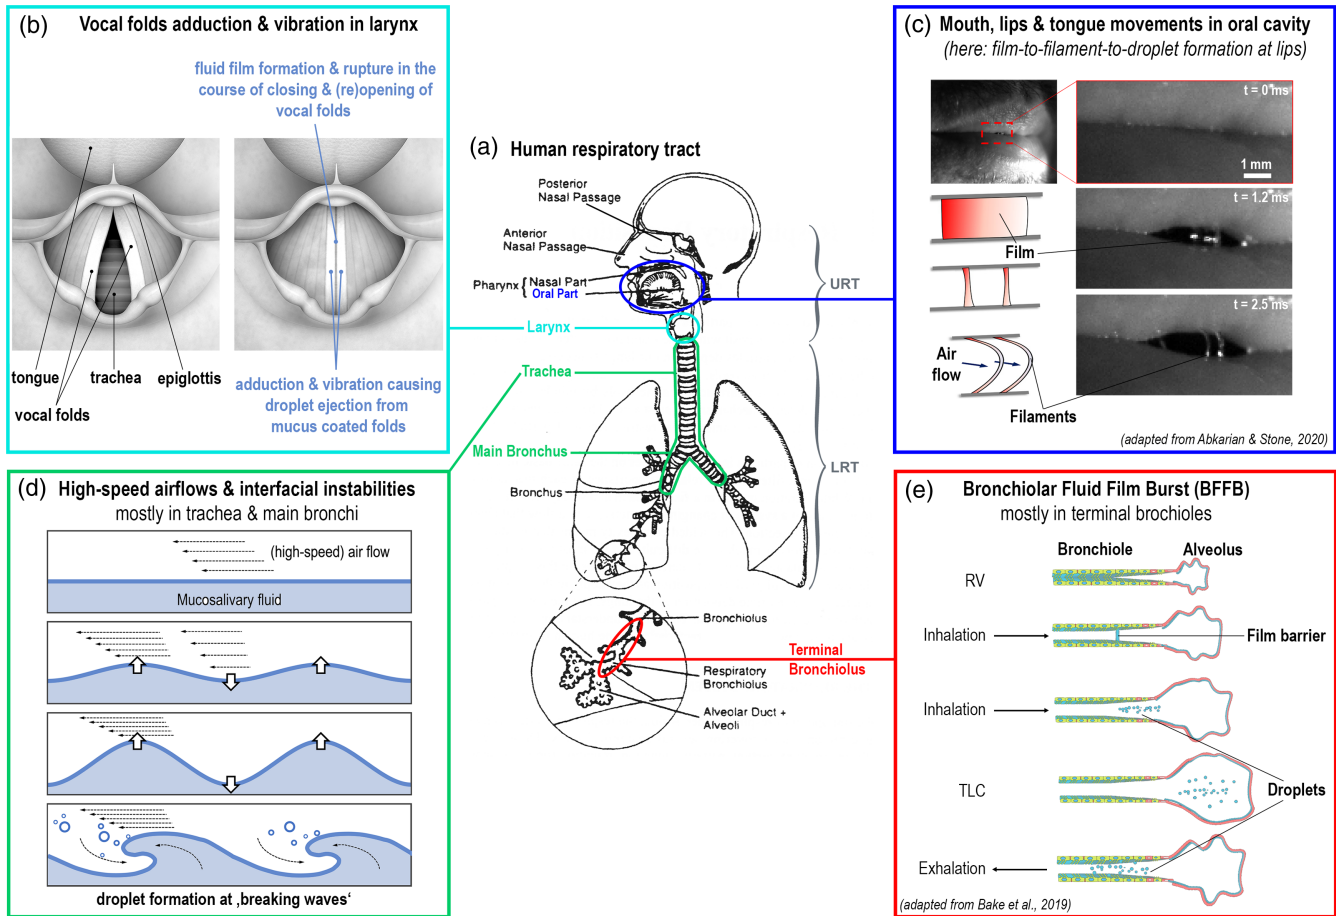 (b) Vocal folds adduction & vibration in larynx
fluid film formation & rupture in the
course of closing & (re)opening of
vocal folds
tongue
trachea
epiglottis
vocal folds
adduction & vibration causing
droplet ejection from
mucus coated folds
(a) Human respiratory tract
Posterior
Nasal Passage
Anterior
Nasal Passage
Pharynx { Nasal Part
Oral Part
Larynx
Trachea
Main Bronchus
Bronchus
URT
LRT
Bronchiolus
Terminal
Bronchiolus
Respiratory
Bronchiolus
Alveolar Duct +
Alveoli
(c) Mouth, lips & tongue movements in oral cavity
(here: film-to-filament-to-droplet formation at lips)
t = 0 ms
1 mm
t = 1.2 ms
Film
t = 2.5 ms
Air
flow
Filaments
(adapted from Abkarian & Stone, 2020)
(d) High-speed airflows & interfacial instabilities
mostly in trachea & main bronchi
(high-speed) air flow
Mucosalivary fluid
droplet formation at ‚breaking waves‘
(e) Bronchiolar Fluid Film Burst (BFFB)
mostly in terminal brochioles
Bronchiole
Alveolus
RV
Inhalation
Film barrier
Inhalation
TLC
Droplets
Exhalation
(adapted from Bake et al., 2019)